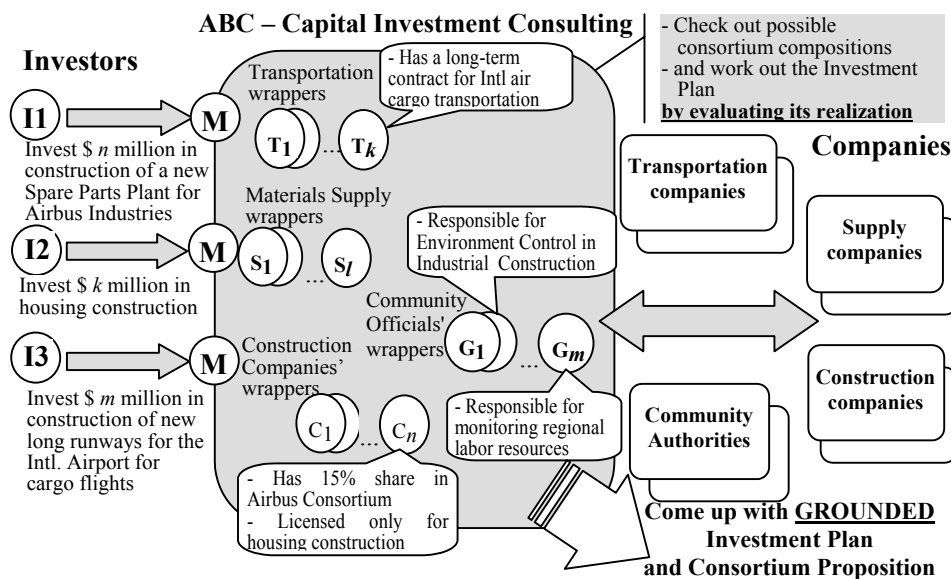 ABC – Capital Investment Consulting
- Check out possible
consortium compositions
- and work out the Investment
Plan
by evaluating its realization
Investors
I1
M
Invest $ n million in
construction of a new
Spare Parts Plant for
Airbus Industries
I2
M
Invest $ k million in
housing construction
I3
M
Invest $ m million in
construction of new
long runways for the
Intl. Airport for
cargo flights
Transportation
wrappers
T1
...
Tk
- Has a long-term
contract for Intl air
cargo transportation
Materials Supply
wrappers
S1
...
Sl
- Responsible for
Environment Control in
Industrial Construction
Community
Officials'
wrappers
G1
...
Gm
- Responsible for
monitoring regional
labor resources
Construction
Companies’
wrappers
C1
...
Cn
- Has 15% share in
Airbus Consortium
- Licensed only for
housing construction
Companies
Transportation
companies
Supply
companies
Construction
companies
Community
Authorities
Come up with GROUNDED
Investment Plan
and Consortium Proposition